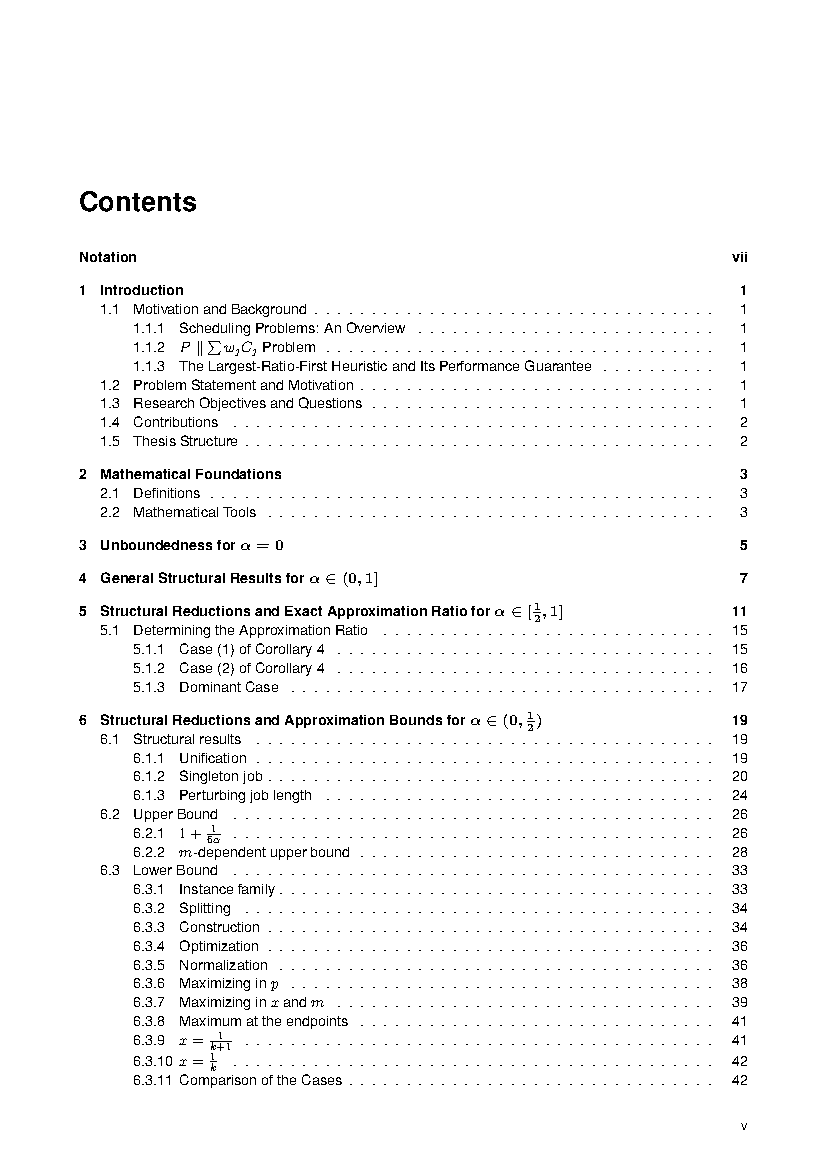 Contents
Notation vii
1 Introduction 1
1.1 Motivation and Background . . . . . . . . . . . . . . . . . . . . . . . . . . . . . . . . . . . 1
1.1.1 Scheduling Problems: An Overview . . . . . . . . . . . . . . . . . . . . . . . . . . 1
1.1.2 P ∥ ∑ w_j C_j Problem . . . . . . . . . . . . . . . . . . . . . . . . . . . . . . . . . . 1
1.1.3 The Largest-Ratio-First Heuristic and Its Performance Guarantee . . . . . . . . . . 1
1.2 Problem Statement and Motivation . . . . . . . . . . . . . . . . . . . . . . . . . . . . . . . 1
1.3 Research Objectives and Questions . . . . . . . . . . . . . . . . . . . . . . . . . . . . . . 1
1.4 Contributions . . . . . . . . . . . . . . . . . . . . . . . . . . . . . . . . . . . . . . . . . . 2
1.5 Thesis Structure . . . . . . . . . . . . . . . . . . . . . . . . . . . . . . . . . . . . . . . . . 2
2 Mathematical Foundations 3
2.1 Definitions . . . . . . . . . . . . . . . . . . . . . . . . . . . . . . . . . . . . . . . . . . . . 3
2.2 Mathematical Tools . . . . . . . . . . . . . . . . . . . . . . . . . . . . . . . . . . . . . . . 3
3 Unboundedness for α = 0 5
4 General Structural Results for α ∈ (0, 1] 7
5 Structural Reductions and Exact Approximation Ratio for α ∈ [1/2, 1] 11
5.1 Determining the Approximation Ratio . . . . . . . . . . . . . . . . . . . . . . . . . . . . . 15
5.1.1 Case (1) of Corollary 4 . . . . . . . . . . . . . . . . . . . . . . . . . . . . . . . . . 15
5.1.2 Case (2) of Corollary 4 . . . . . . . . . . . . . . . . . . . . . . . . . . . . . . . . . 16
5.1.3 Dominant Case . . . . . . . . . . . . . . . . . . . . . . . . . . . . . . . . . . . . . 17
6 Structural Reductions and Approximation Bounds for α ∈ (0, 1/2) 19
6.1 Structural results . . . . . . . . . . . . . . . . . . . . . . . . . . . . . . . . . . . . . . . . 19
6.1.1 Unification . . . . . . . . . . . . . . . . . . . . . . . . . . . . . . . . . . . . . . . . 19
6.1.2 Singleton job . . . . . . . . . . . . . . . . . . . . . . . . . . . . . . . . . . . . . . . 20
6.1.3 Perturbing job length . . . . . . . . . . . . . . . . . . . . . . . . . . . . . . . . . . 24
6.2 Upper Bound . . . . . . . . . . . . . . . . . . . . . . . . . . . . . . . . . . . . . . . . . . 26
6.2.1 1 + 1/6α . . . . . . . . . . . . . . . . . . . . . . . . . . . . . . . . . . . . . . . . . . 26
6.2.2 m-dependent upper bound . . . . . . . . . . . . . . . . . . . . . . . . . . . . . . . 28
6.3 Lower Bound . . . . . . . . . . . . . . . . . . . . . . . . . . . . . . . . . . . . . . . . . . 33
6.3.1 Instance family . . . . . . . . . . . . . . . . . . . . . . . . . . . . . . . . . . . . . . 33
6.3.2 Splitting . . . . . . . . . . . . . . . . . . . . . . . . . . . . . . . . . . . . . . . . . 34
6.3.3 Construction . . . . . . . . . . . . . . . . . . . . . . . . . . . . . . . . . . . . . . . 34
6.3.4 Optimization . . . . . . . . . . . . . . . . . . . . . . . . . . . . . . . . . . . . . . . 36
6.3.5 Normalization . . . . . . . . . . . . . . . . . . . . . . . . . . . . . . . . . . . . . . 36
6.3.6 Maximizing in p . . . . . . . . . . . . . . . . . . . . . . . . . . . . . . . . . . . . . 38
6.3.7 Maximizing in x and m . . . . . . . . . . . . . . . . . . . . . . . . . . . . . . . . . 39
6.3.8 Maximum at the endpoints . . . . . . . . . . . . . . . . . . . . . . . . . . . . . . . 41
6.3.9 x = 1/(k+1) . . . . . . . . . . . . . . . . . . . . . . . . . . . . . . . . . . . . . . . . 41
6.3.10 x = 1/k . . . . . . . . . . . . . . . . . . . . . . . . . . . . . . . . . . . . . . . . . . 42
6.3.11 Comparison of the Cases . . . . . . . . . . . . . . . . . . . . . . . . . . . . . . . . 42
v